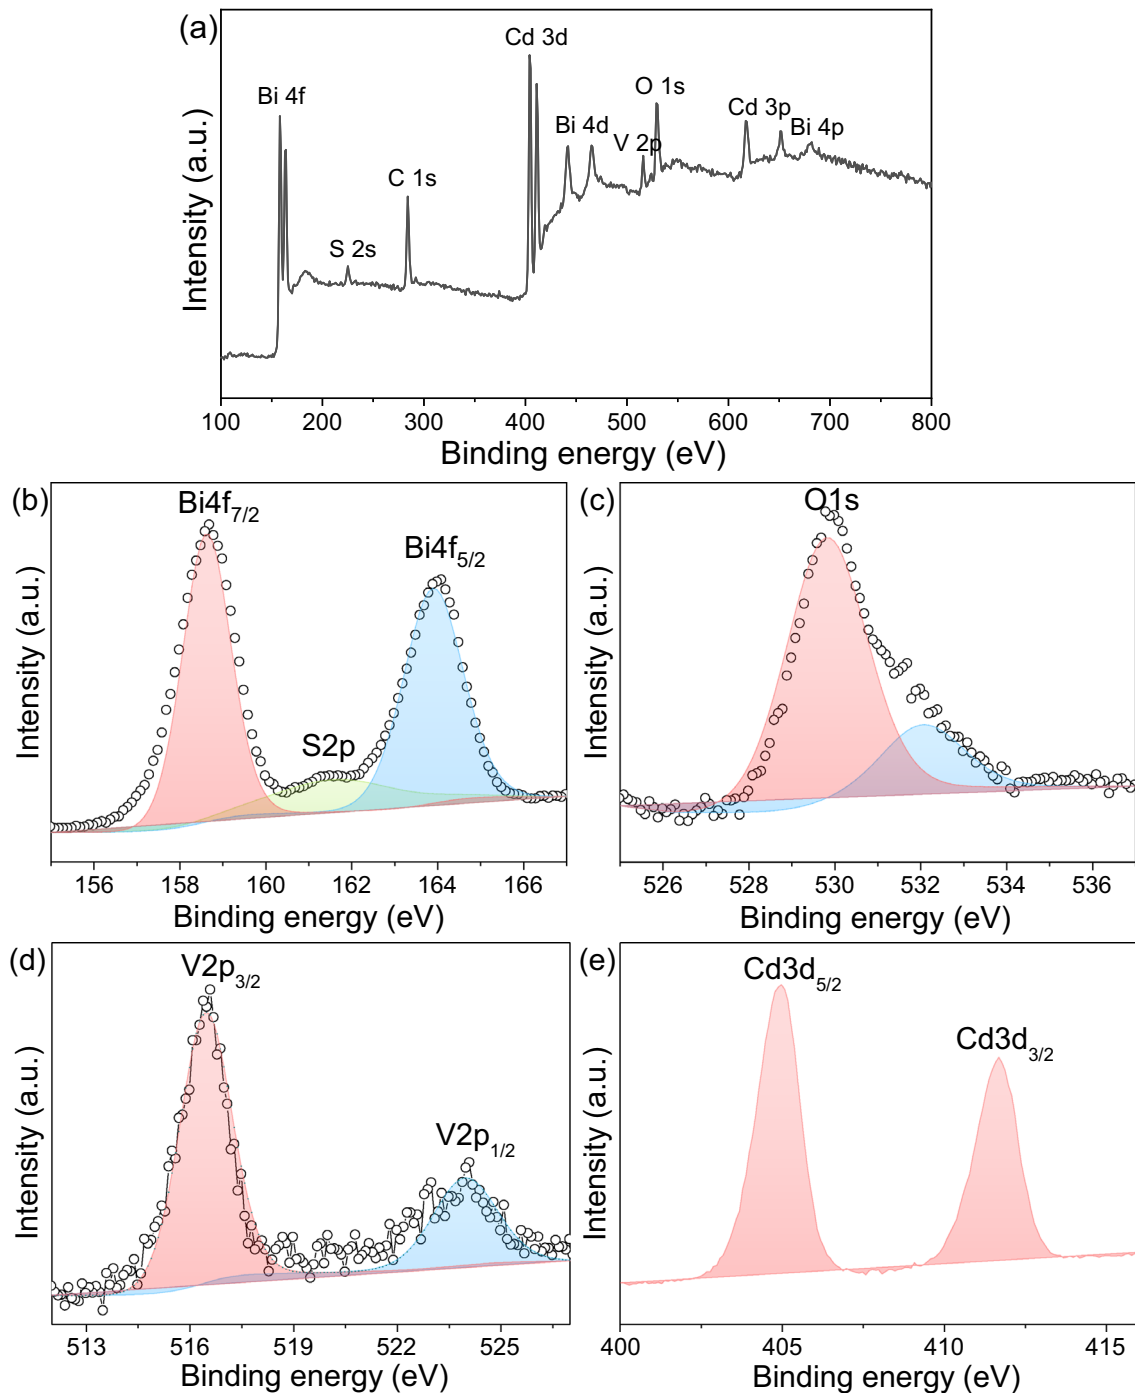 (a)
Cd 3d
Bi 4f
O 1s
Cd 3p
Bi 4d
Bi 4p
V 2p
C 1s
S 2s
Intensity (a.u.)
100 200 300 400 500 600 700 800
Binding energy (eV)
(b)
Bi4f7/2
Bi4f5/2
S2p
Intensity (a.u.)
156 158 160 162 164 166
Binding energy (eV)
(c)
O1s
Intensity (a.u.)
526 528 530 532 534 536
Binding energy (eV)
(d)
V2p3/2
V2p1/2
Intensity (a.u.)
513 516 519 522 525
Binding energy (eV)
(e)
Cd3d5/2
Cd3d3/2
Intensity (a.u.)
400 405 410 415
Binding energy (eV)